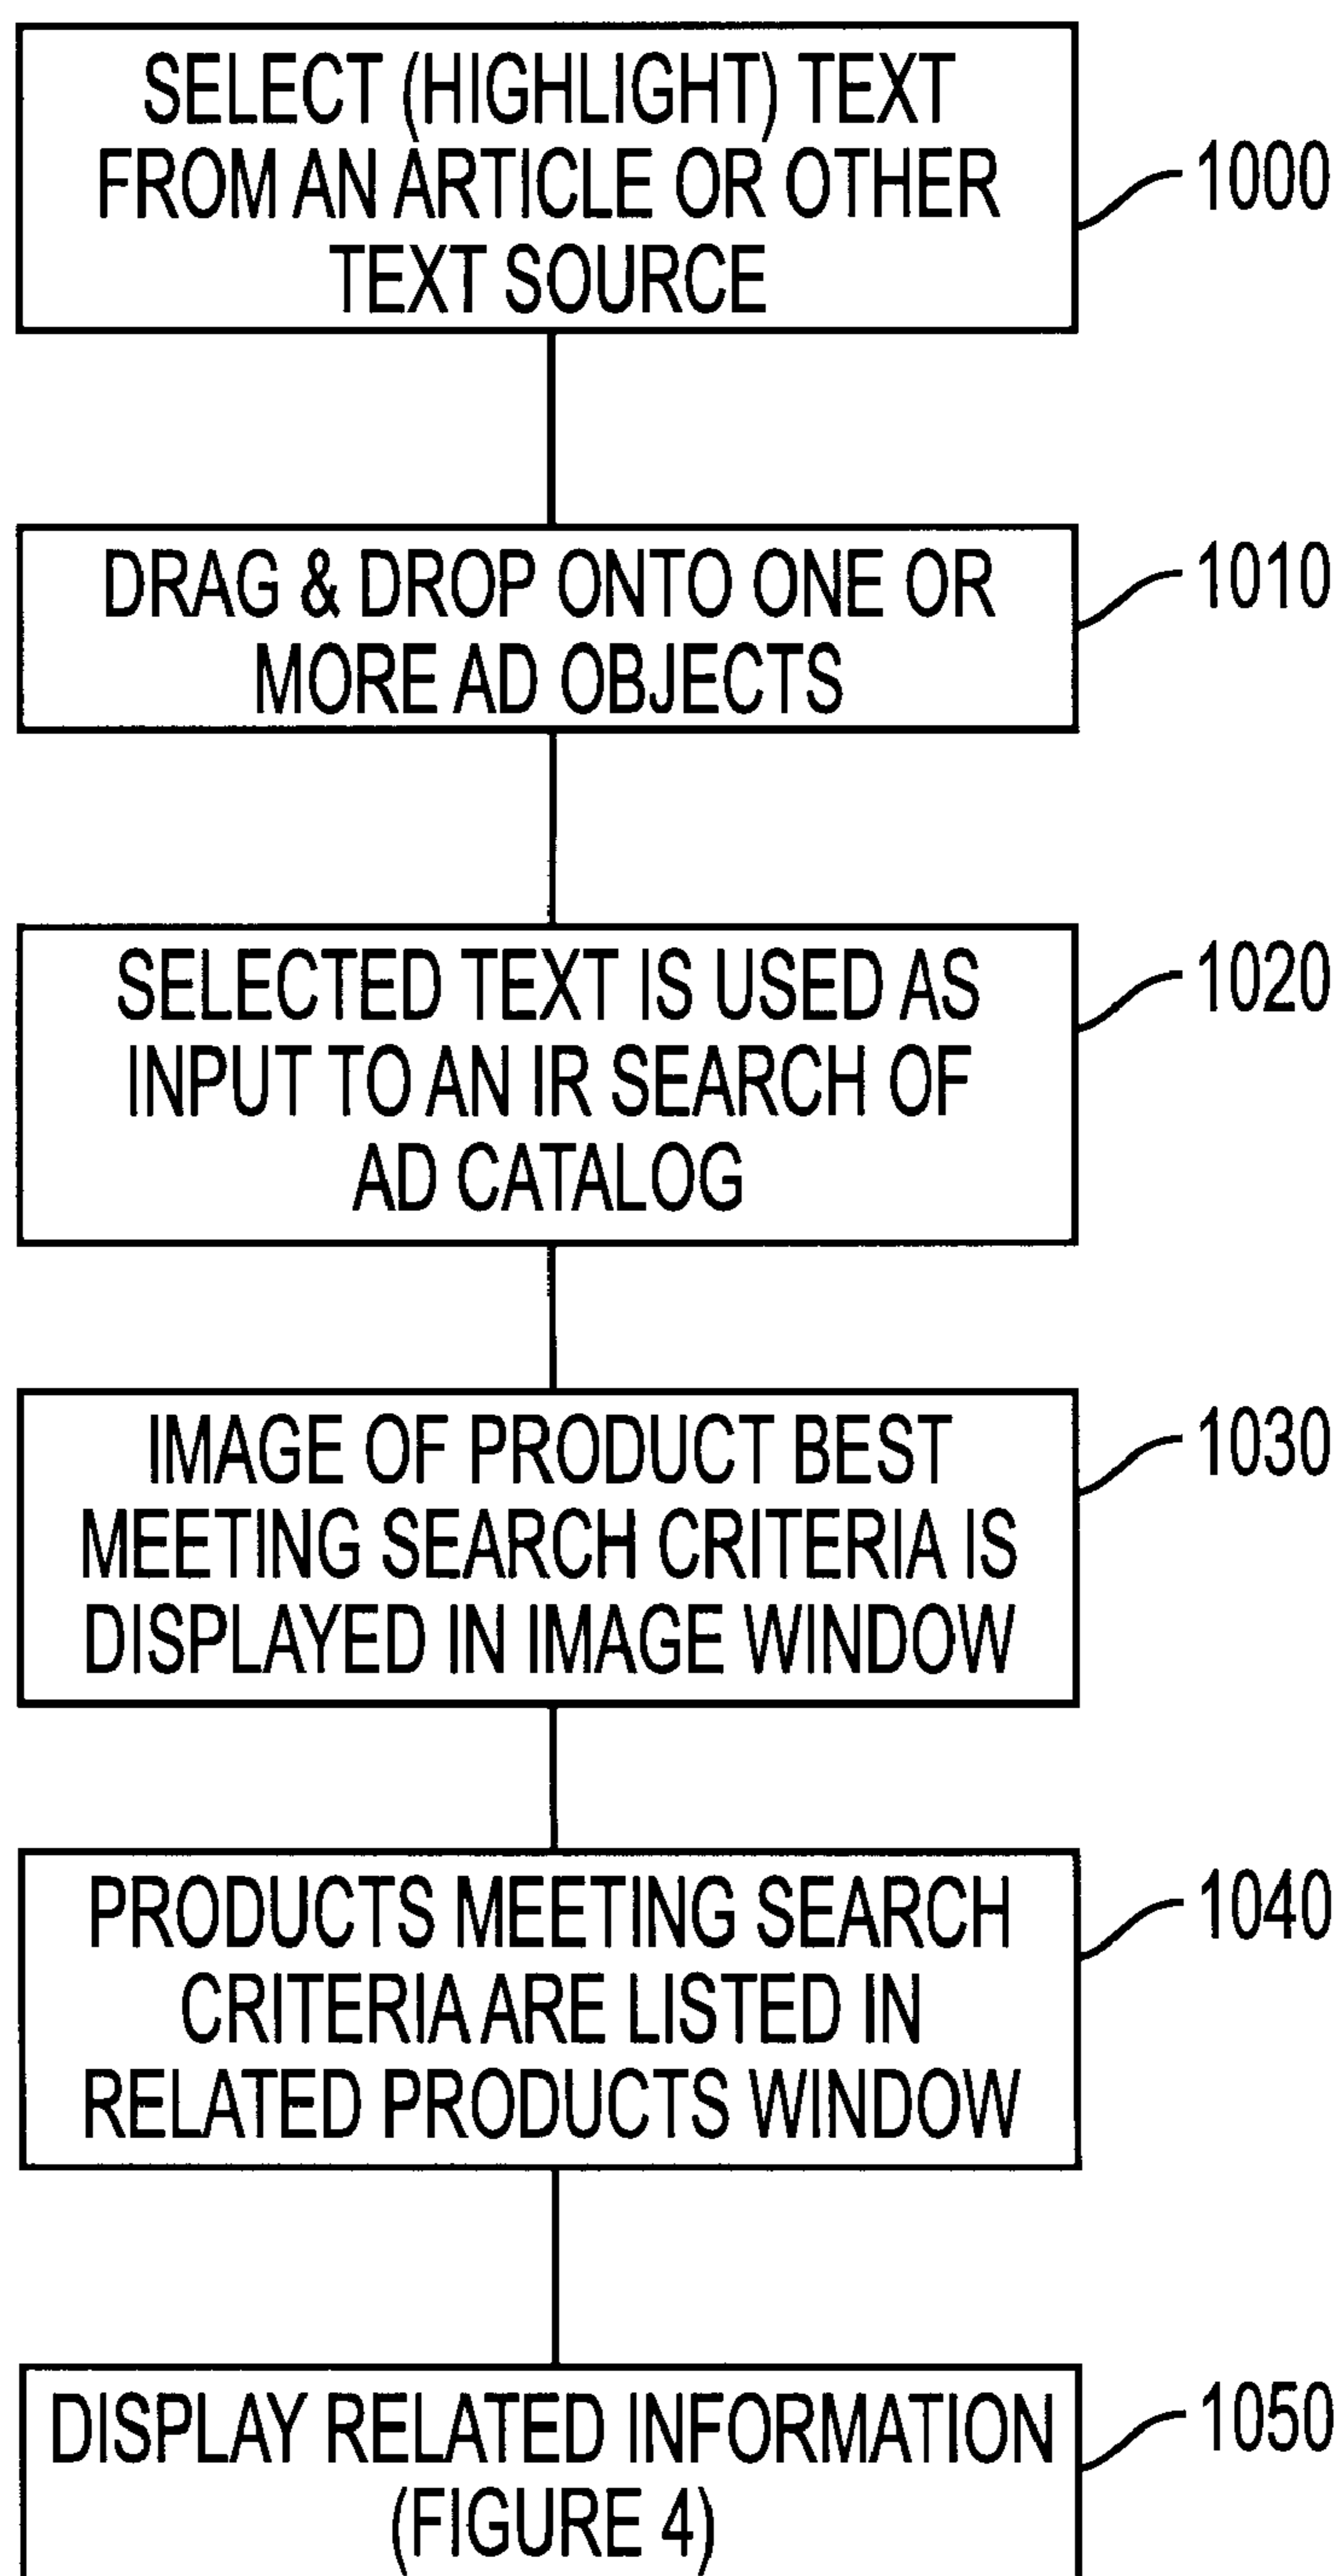 SELECT (HIGHLIGHT) TEXT
FROM AN ARTICLE OR OTHER
TEXT SOURCE
1000
DRAG & DROP ONTO ONE OR
MORE AD OBJECTS
1010
SELECTED TEXT IS USED AS
INPUT TO AN IR SEARCH OF
AD CATALOG
1020
IMAGE OF PRODUCT BEST
MEETING SEARCH CRITERIA IS
DISPLAYED IN IMAGE WINDOW
1030
PRODUCTS MEETING SEARCH
CRITERIA ARE LISTED IN
RELATED PRODUCTS WINDOW
1040
DISPLAY RELATED INFORMATION
(FIGURE 4)
1050